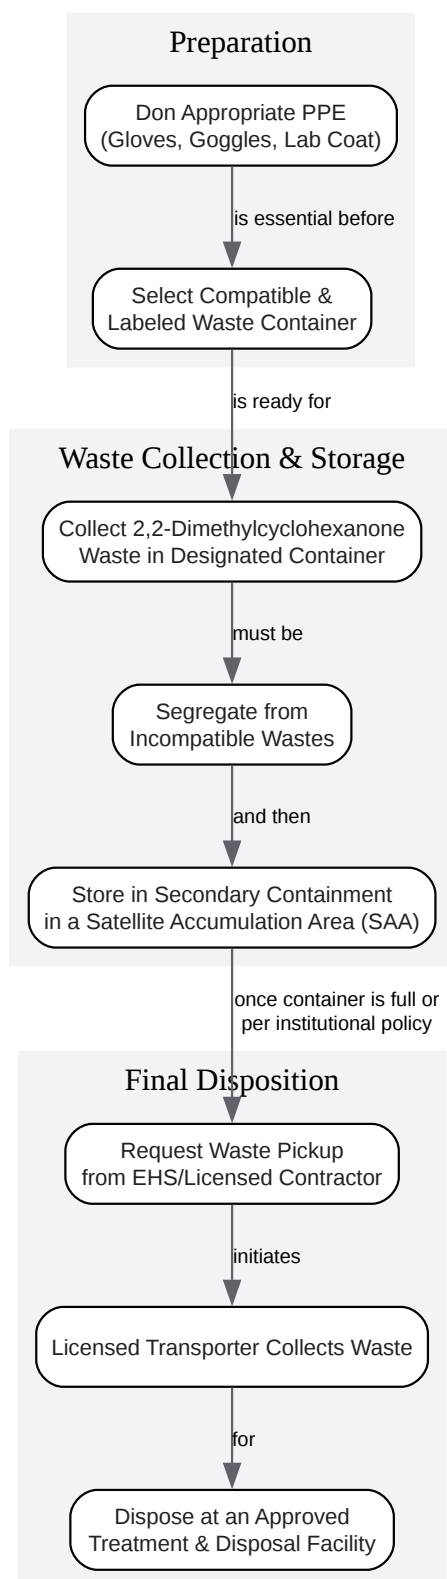 Preparation
Don Appropriate PPE
(Gloves, Goggles, Lab Coat)
is essential before
Select Compatible &
Labeled Waste Container
is ready for
Waste Collection & Storage
Collect 2,2-Dimethylcyclohexanone
Waste in Designated Container
must be
Segregate from
Incompatible Wastes
and then
Store in Secondary Containment
in a Satellite Accumulation Area (SAA)
once container is full or
per institutional policy
Final Disposition
Request Waste Pickup
from EHS/Licensed Contractor
initiates
Licensed Transporter Collects Waste
for
Dispose at an Approved
Treatment & Disposal Facility